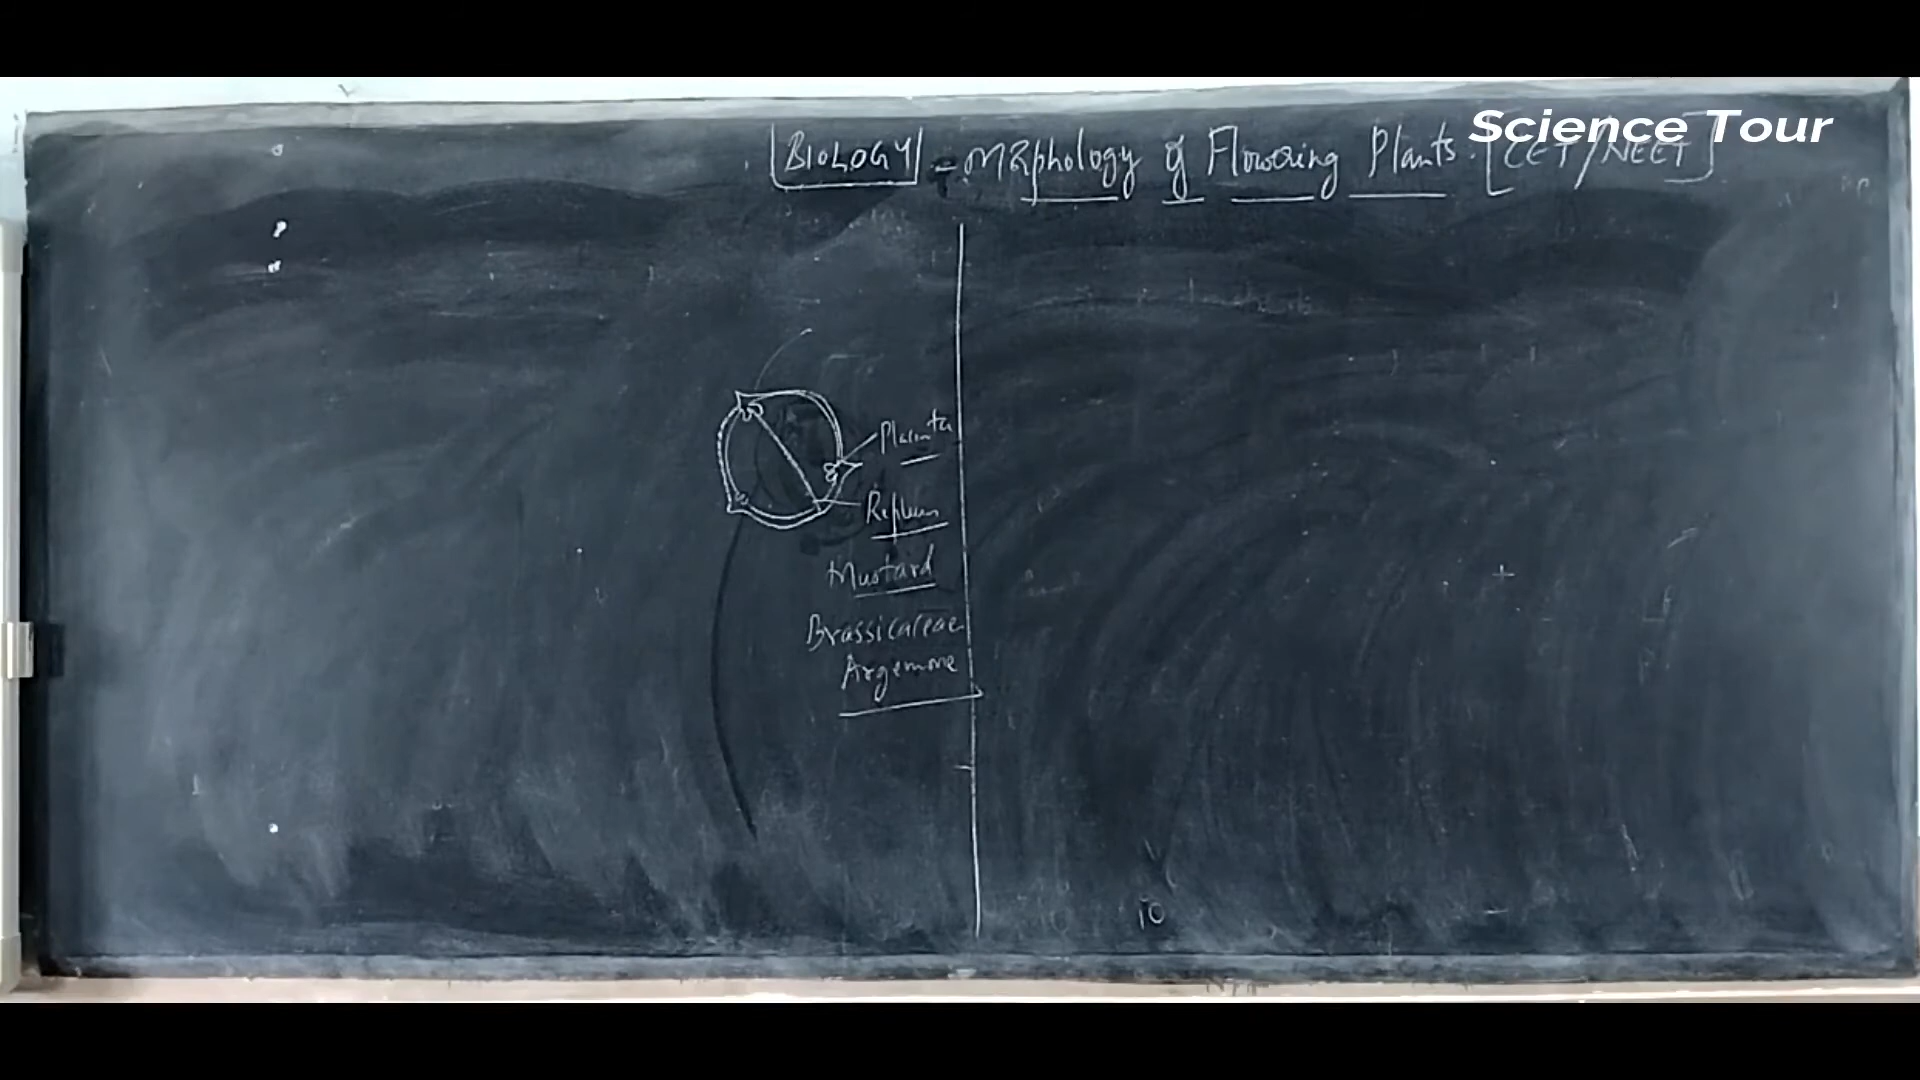 Science Tour
BIOLOGY - Morphology of Flowering Plants. [CET/NEET]
Placenta
Replum
Mustard
Brassicaceae
Argemone
10